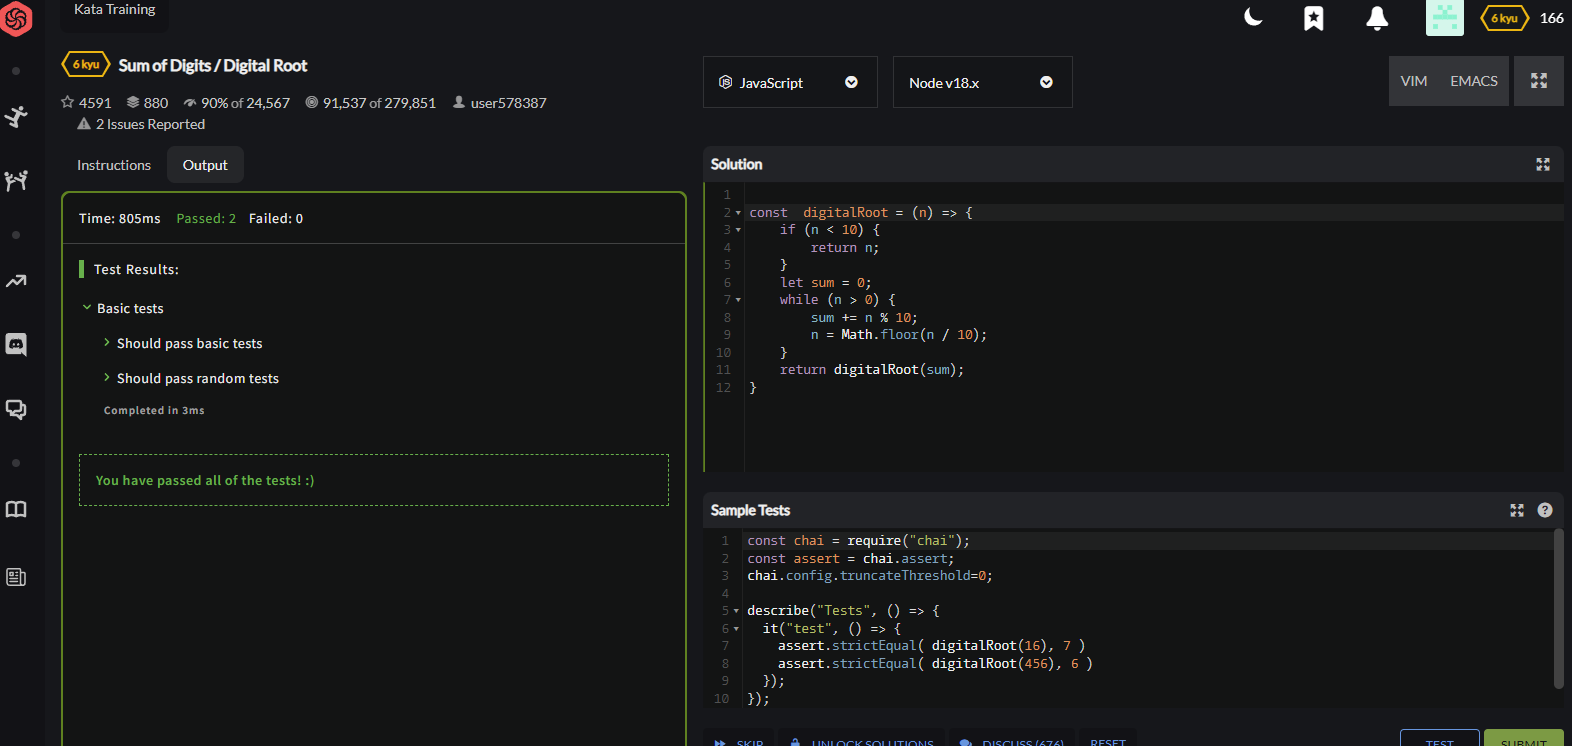 Kata Training
6 kyu 166
6 kyu Sum of Digits / Digital Root
4591 880 90% of 24,567 91,537 of 279,851 user578387
2 Issues Reported
Instructions Output
Time: 805ms Passed: 2 Failed: 0
Test Results:
Basic tests
Should pass basic tests
Should pass random tests
Completed in 3ms
You have passed all of the tests! :)
JavaScript
Node v18.x
VIM EMACS
Solution
1
2 const  digitalRoot = (n) => {
3     if (n < 10) {
4         return n;
5     }
6     let sum = 0;
7     while (n > 0) {
8         sum += n % 10;
9         n = Math.floor(n / 10);
10     }
11     return digitalRoot(sum);
12 }
Sample Tests
?
1 const chai = require("chai");
2 const assert = chai.assert;
3 chai.config.truncateThreshold=0;
4
5 describe("Tests", () => {
6   it("test", () => {
7     assert.strictEqual( digitalRoot(16), 7 )
8     assert.strictEqual( digitalRoot(456), 6 )
9   });
10 });
SKIP UNLOCK SOLUTIONS DISCUSS (676) RESET TEST SUBMIT